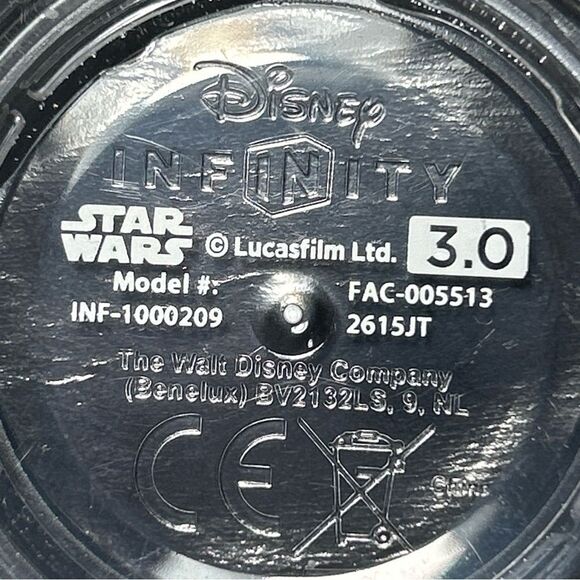 Disney
INFINITY
STAR WARS © Lucasfilm Ltd. 3.0
Model #: FAC-005513
INF-1000209 2615JT
The Walt Disney Company
(Benelux) BV2132LS, 9, NL
CE
China